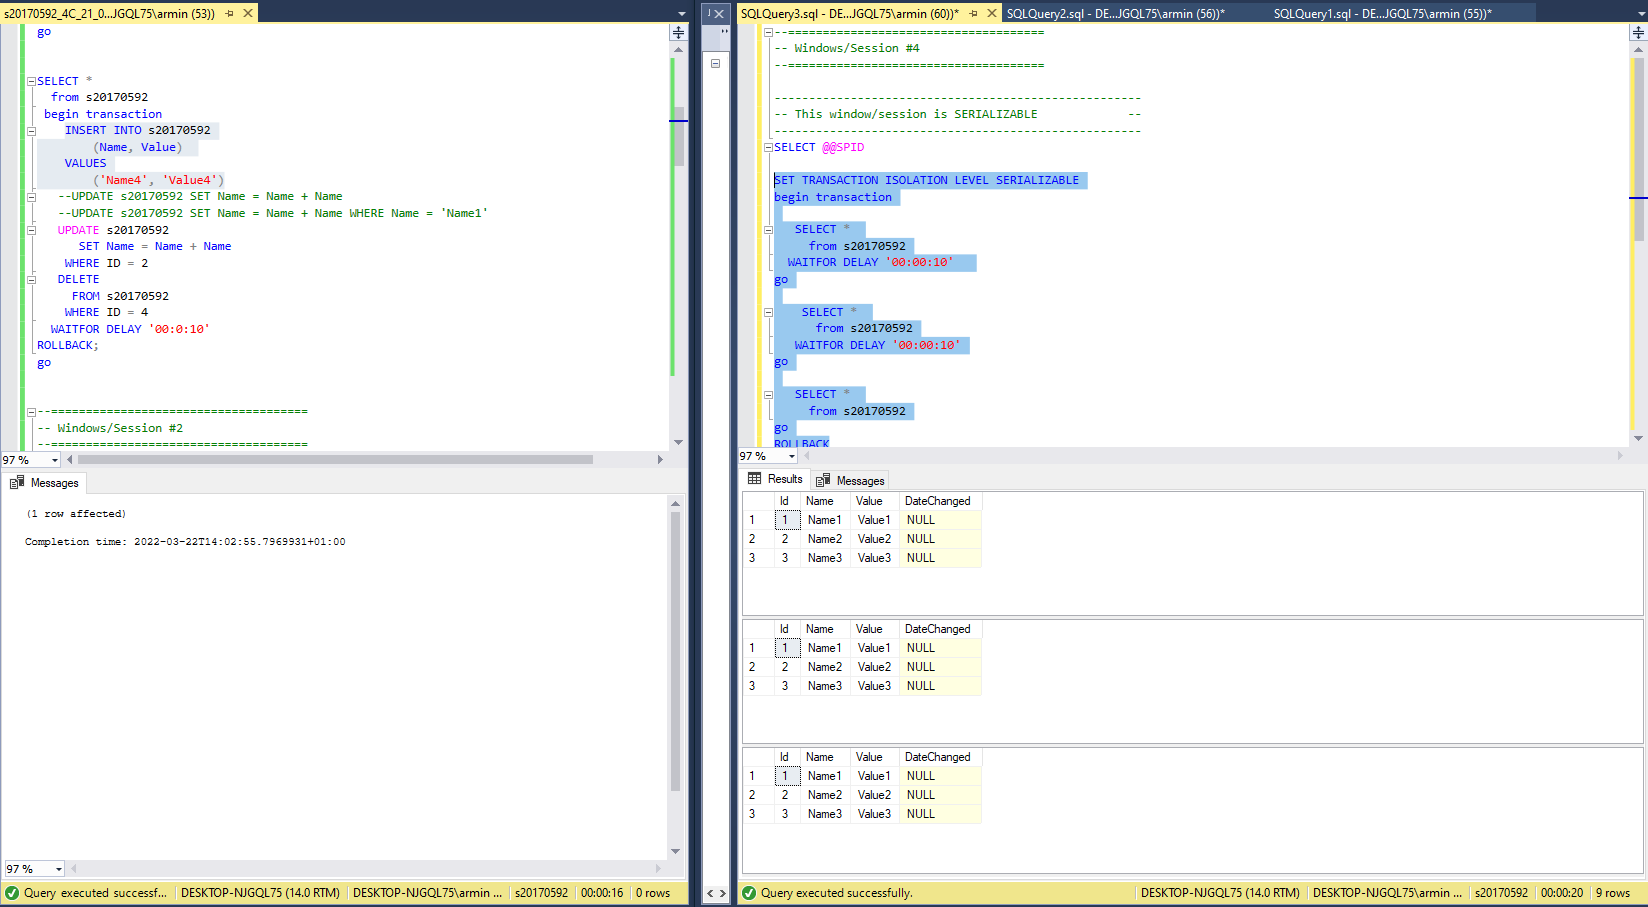 s20170592_4C_21_0...JGQL75\armin (53))
go
SELECT *
from s20170592
begin transaction
INSERT INTO s20170592
(Name, Value)
VALUES
('Name4', 'Value4')
--UPDATE s20170592 SET Name = Name + Name
--UPDATE s20170592 SET Name = Name + Name WHERE Name = 'Name1'
UPDATE s20170592
SET Name = Name + Name
WHERE ID = 2
DELETE
FROM s20170592
WHERE ID = 4
WAITFOR DELAY '00:0:10'
ROLLBACK;
go
--=====================================
-- Windows/Session #2
--=====================================
97 %
Messages
(1 row affected)
Completion time: 2022-03-22T14:02:55.7969931+01:00
97 %
Query executed successf...
DESKTOP-NJGQL75 (14.0 RTM)
DESKTOP-NJGQL75\armin ...
s20170592
00:00:16
0 rows
SQLQuery3.sql - DE...JGQL75\armin (60))*
SQLQuery2.sql - DE...JGQL75\armin (56))*
SQLQuery1.sql - DE...JGQL75\armin (55))*
--=====================================
-- Windows/Session #4
--=====================================
-----------------------------------------------------
-- This window/session is SERIALIZABLE             --
-----------------------------------------------------
SELECT @@SPID
SET TRANSACTION ISOLATION LEVEL SERIALIZABLE
begin transaction
SELECT *
from s20170592
WAITFOR DELAY '00:00:10'
go
SELECT *
from s20170592
WAITFOR DELAY '00:00:10'
go
SELECT *
from s20170592
go
ROLLBACK
97 %
Results
Messages
Id Name Value DateChanged
1 1 Name1 Value1 NULL
2 2 Name2 Value2 NULL
3 3 Name3 Value3 NULL
Id Name Value DateChanged
1 1 Name1 Value1 NULL
2 2 Name2 Value2 NULL
3 3 Name3 Value3 NULL
Id Name Value DateChanged
1 1 Name1 Value1 NULL
2 2 Name2 Value2 NULL
3 3 Name3 Value3 NULL
Query executed successfully.
DESKTOP-NJGQL75 (14.0 RTM)
DESKTOP-NJGQL75\armin ...
s20170592
00:00:20
9 rows